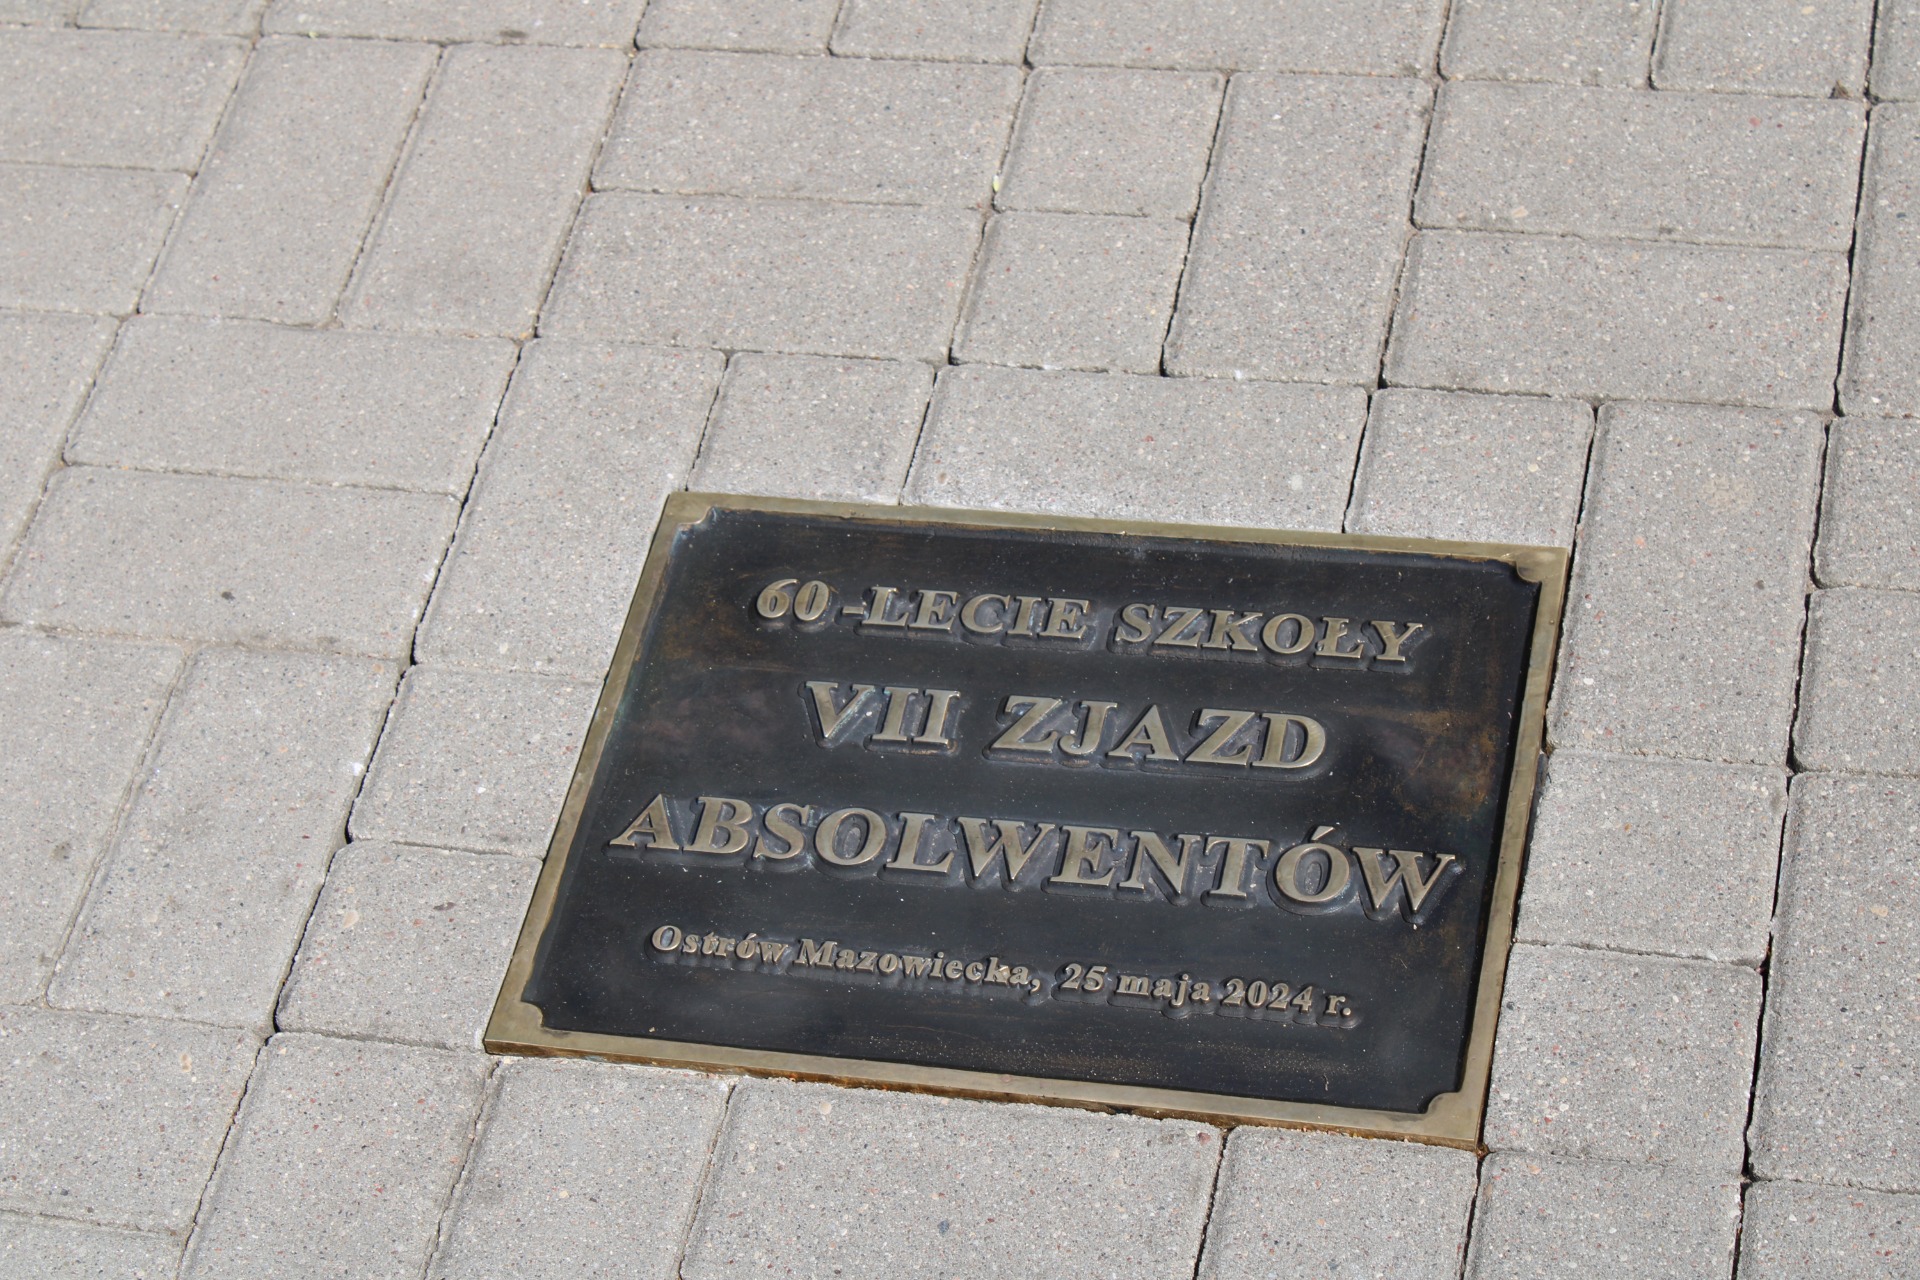 60-LECIE SZKOŁY
VII ZJAZD
ABSOLWENTÓW
Ostrów Mazowiecka, 25 maja 2024 r.